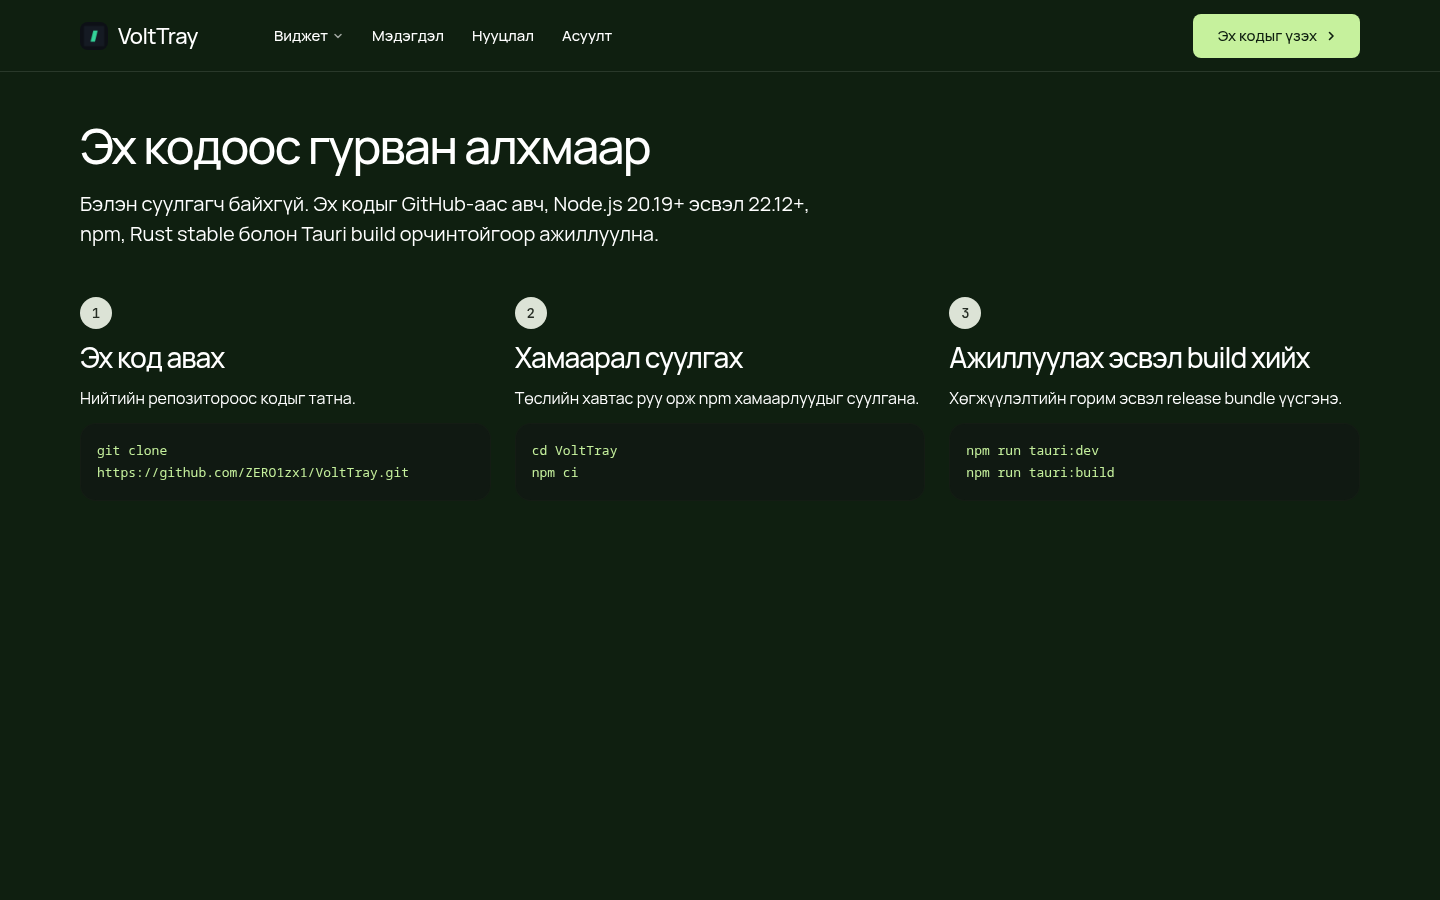 VoltTray
Виджет
Мэдэгдэл
Нууцлал
Асуулт
Эх кодыг үзэх
Эх кодоос гурван алхмаар
Бэлэн суулгагч байхгүй. Эх кодыг GitHub-аас авч, Node.js 20.19+ эсвэл 22.12+,
npm, Rust stable болон Tauri build орчинтойгоор ажиллуулна.
1
Эх код авах
Нийтийн репозитороос кодыг татна.
git clone
https://github.com/ZERO1zx1/VoltTray.git
2
Хамаарал суулгах
Төслийн хавтас руу орж npm хамаарлуудыг суулгана.
cd VoltTray
npm ci
3
Ажиллуулах эсвэл build хийх
Хөгжүүлэлтийн горим эсвэл release bundle үүсгэнэ.
npm run tauri:dev
npm run tauri:build